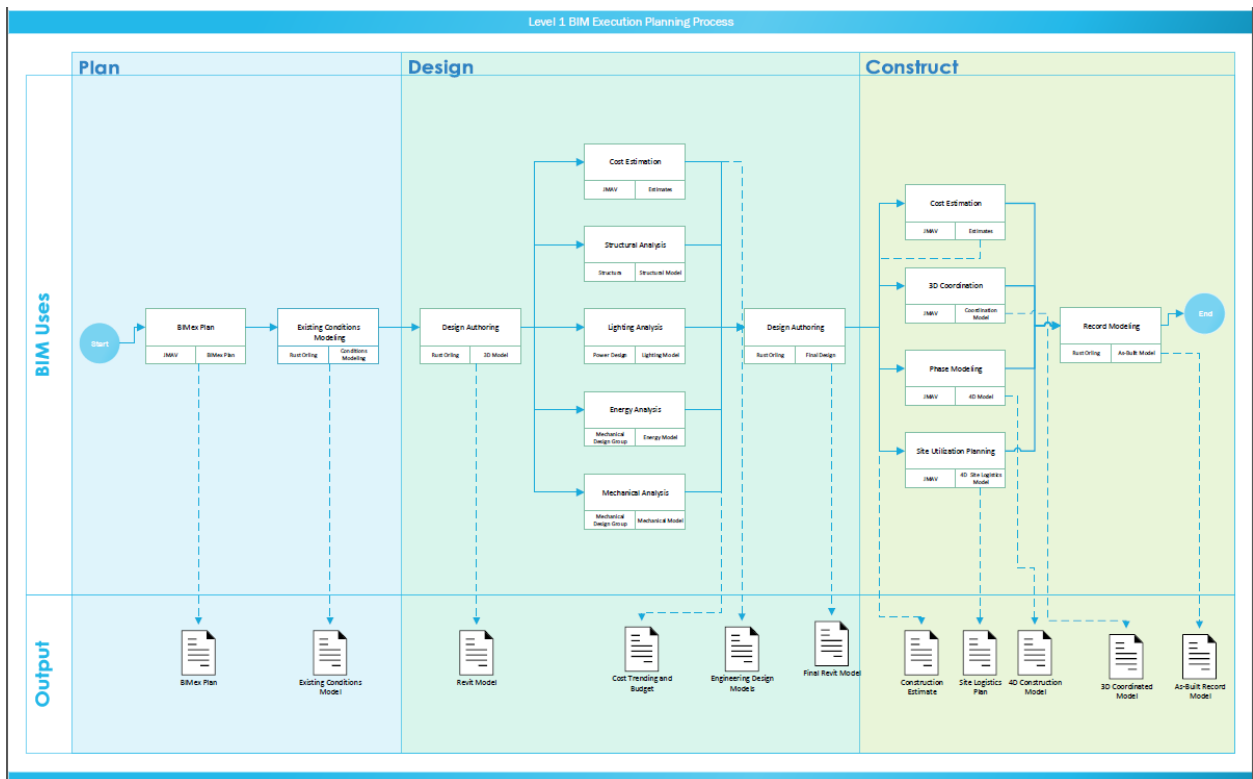 Level 1 BIM Execution Planning Process
Plan
Design
Construct
BIM Uses
Start
BIMex Plan
JMAV
BIMex Plan
Existing Conditions
Modeling
Rust Orling
Conditions
Modeling
Design Authoring
Rust Orling
3D Model
Cost Estimation
JMAV
Estimates
Structural Analysis
Structure
Structural Model
Lighting Analysis
Power Design
Lighting Model
Energy Analysis
Mechanical
Design Group
Energy Model
Mechanical Analysis
Mechanical
Design Group
Mechanical Model
Design Authoring
Rust Orling
Final Design
Cost Estimation
JMAV
Estimates
3D Coordination
JMAV
Coordination
Model
Phase Modeling
JMAV
4D Model
Site Utilization Planning
JMAV
4D Site Logistics
Model
Record Modeling
Rust Orling
As-Built Model
End
Output
BIMex Plan
Existing Conditions
Model
Revit Model
Cost Trending and
Budget
Engineering Design
Models
Final Revit Model
Construction
Estimate
Site Logistics
Plan
4D Construction
Model
3D Coordinated
Model
As-Built Record
Model